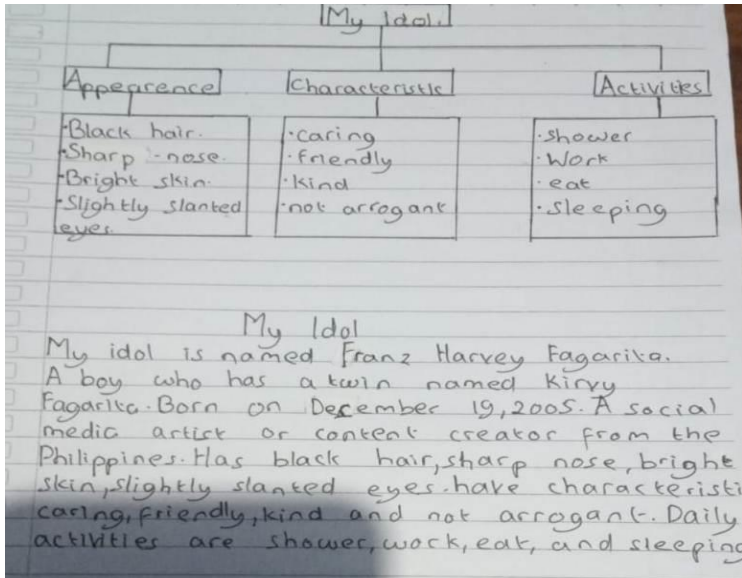 My Idol.
Appearence
Characteristic
Activities
·Black hair.
·Sharp -nose.
·Bright skin.
·Slightly slanted
eyes.
·caring
·friendly
·kind
·not arrogant
·shower
·Work
·eat
·Sleeping
My Idol
My idol is named Franz Harvey Fagarita.
A boy who has a twin named Kirvy
Fagarita. Born on December 19, 2005. A social
media artist or content creator from the
Philippines. Has black hair, sharp nose, bright
skin, slightly slanted eyes. have characteristi
caring, friendly, kind and not arrogant. Daily
activities are shower, work, eat, and sleeping